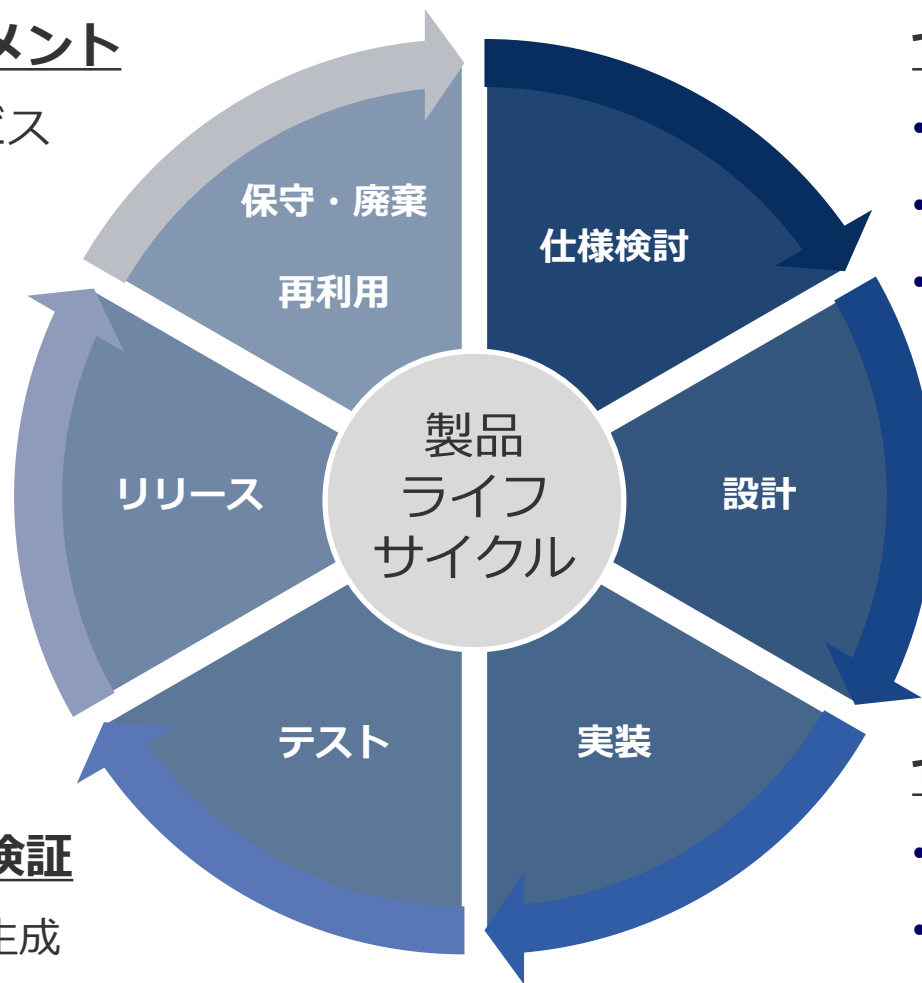 メント
ビス
保守・廃棄
再利用
仕様検討
製品
ライフ
サイクル
リリース
設計
テスト
実装
検証
生成